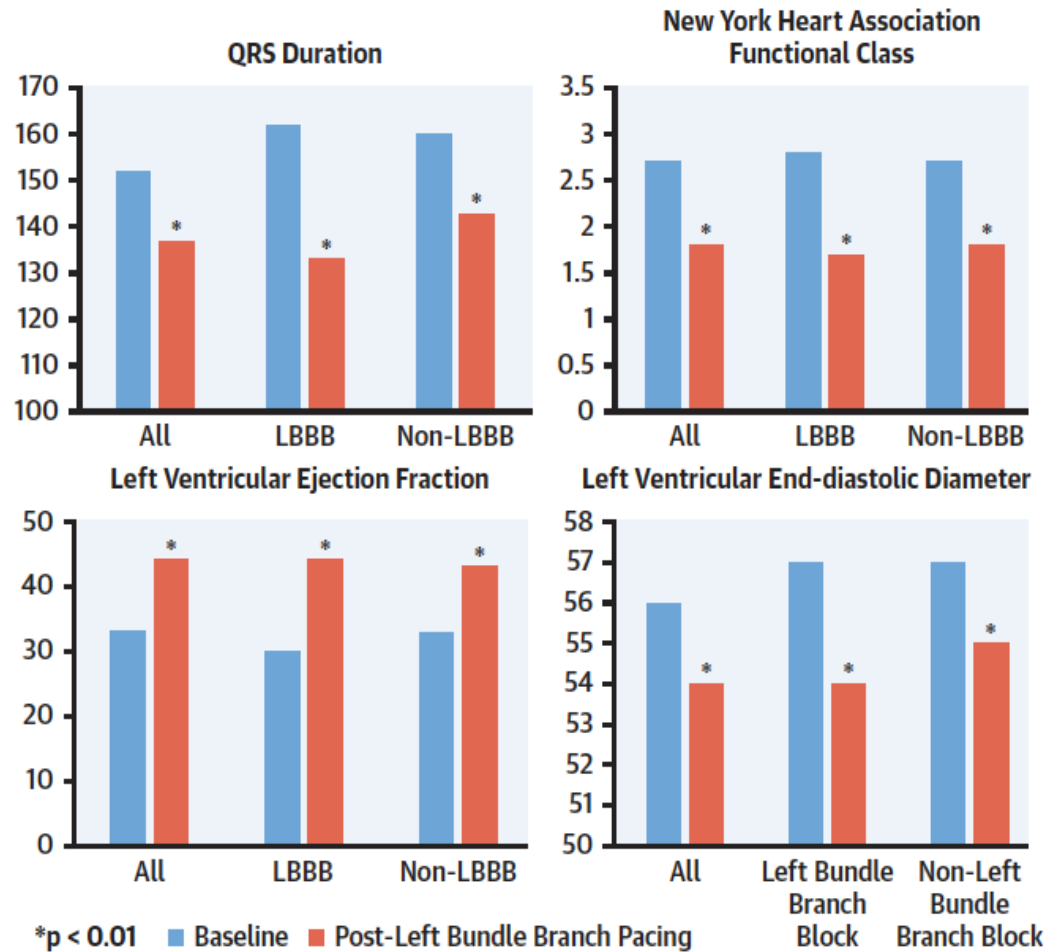 QRS Duration
170
160
150
140
130
120
110
100
*
*
*
All LBBB Non-LBBB
New York Heart Association
Functional Class
3.5
3
2.5
2
1.5
1
0.5
0
*
*
*
All LBBB Non-LBBB
Left Ventricular Ejection Fraction
50
40
30
20
10
0
*
*
*
All LBBB Non-LBBB
Left Ventricular End-diastolic Diameter
58
57
56
55
54
53
52
51
50
*
*
*
All
Left Bundle
Branch
Block
Non-Left
Bundle
Branch Block
*p < 0.01 Baseline Post-Left Bundle Branch Pacing